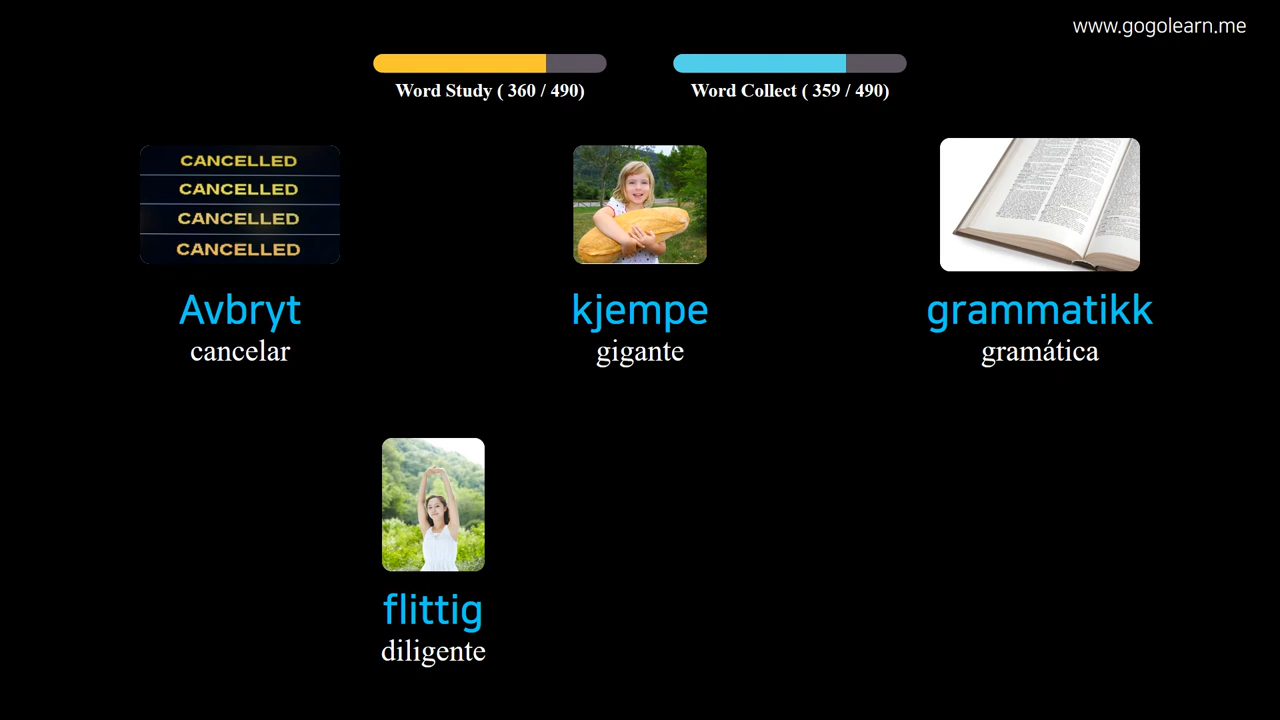 www.gogolearn.me
Word Study ( 360 / 490)
Word Collect ( 359 / 490)
CANCELLED
CANCELLED
CANCELLED
CANCELLED
Avbryt
cancelar
kjempe
gigante
grammatikk
gramática
flittig
diligente